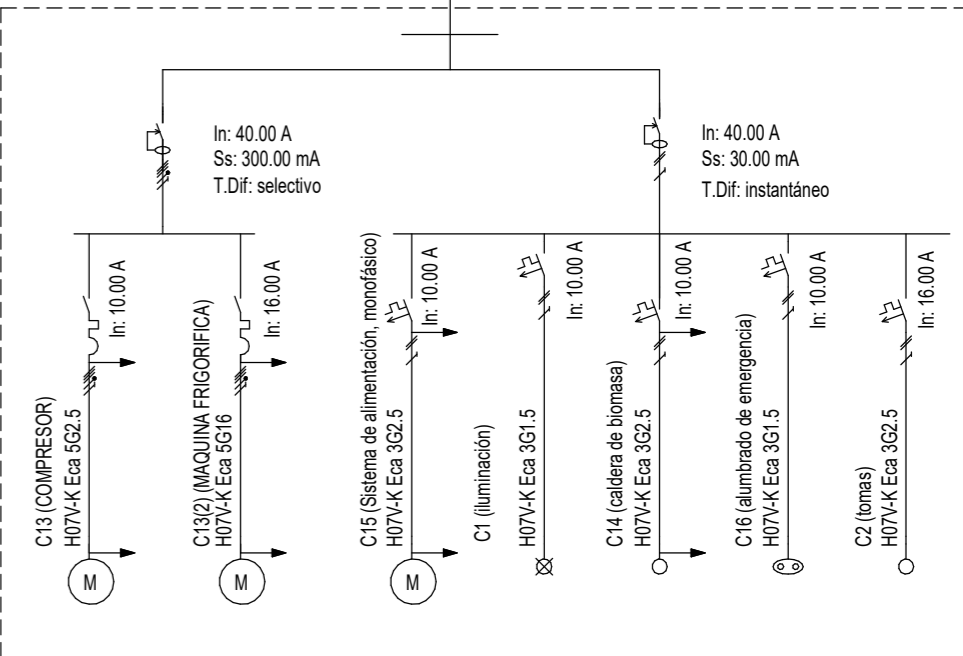 In: 40.00 A
Ss: 300.00 mA
T.Dif: selectivo
In: 40.00 A
Ss: 30.00 mA
T.Dif: instantáneo
C13 (COMPRESOR)
H07V-K Eca 5G2.5
In: 10.00 A
M
C13(2) (MAQUINA FRIGORIFICA)
H07V-K Eca 5G16
In: 16.00 A
M
C15 (Sistema de alimentación, monofásico)
H07V-K Eca 3G2.5
In: 10.00 A
M
C1 (iluminación)
H07V-K Eca 3G1.5
In: 10.00 A
C14 (caldera de biomasa)
H07V-K Eca 3G2.5
In: 10.00 A
C16 (alumbrado de emergencia)
H07V-K Eca 3G1.5
In: 10.00 A
C2 (tomas)
H07V-K Eca 3G2.5
In: 16.00 A